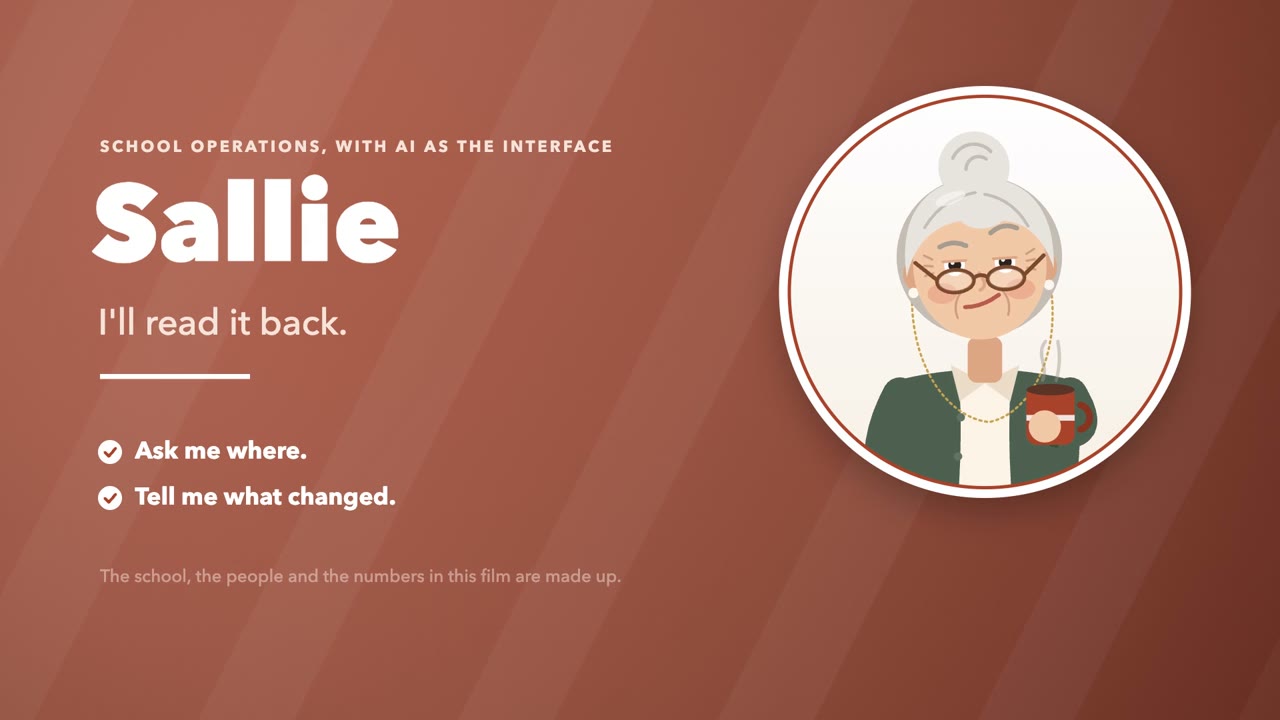 SCHOOL OPERATIONS, WITH AI AS THE INTERFACE
Sallie
I'll read it back.
Ask me where.
Tell me what changed.
The school, the people and the numbers in this film are made up.